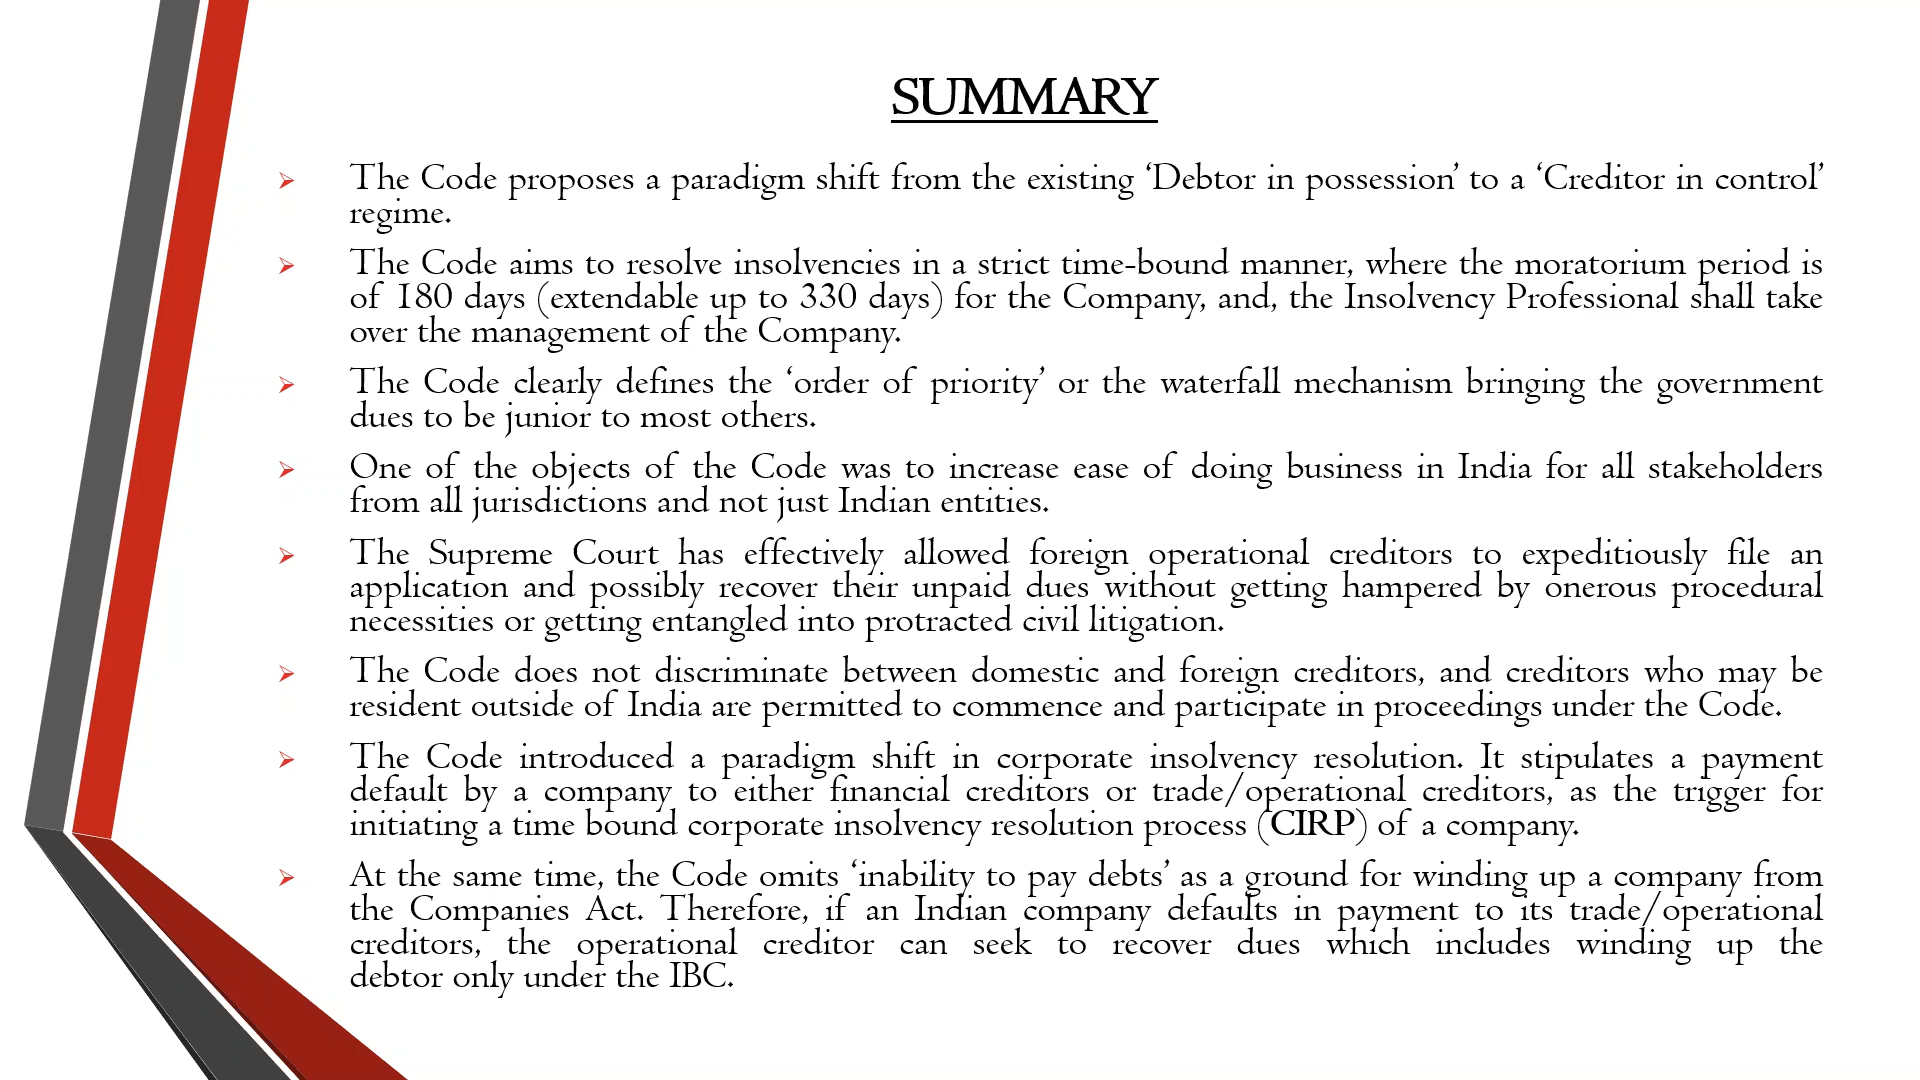 SUMMARY
The Code proposes a paradigm shift from the existing ‘Debtor in possession’ to a ‘Creditor in control’
regime.
The Code aims to resolve insolvencies in a strict time-bound manner, where the moratorium period is
of 180 days (extendable up to 330 days) for the Company, and, the Insolvency Professional shall take
over the management of the Company.
The Code clearly defines the ‘order of priority’ or the waterfall mechanism bringing the government
dues to be junior to most others.
One of the objects of the Code was to increase ease of doing business in India for all stakeholders
from all jurisdictions and not just Indian entities.
The Supreme Court has effectively allowed foreign operational creditors to expeditiously file an
application and possibly recover their unpaid dues without getting hampered by onerous procedural
necessities or getting entangled into protracted civil litigation.
The Code does not discriminate between domestic and foreign creditors, and creditors who may be
resident outside of India are permitted to commence and participate in proceedings under the Code.
The Code introduced a paradigm shift in corporate insolvency resolution. It stipulates a payment
default by a company to either financial creditors or trade/operational creditors, as the trigger for
initiating a time bound corporate insolvency resolution process (CIRP) of a company.
At the same time, the Code omits ‘inability to pay debts’ as a ground for winding up a company from
the Companies Act. Therefore, if an Indian company defaults in payment to its trade/operational
creditors, the operational creditor can seek to recover dues which includes winding up the
debtor only under the IBC.